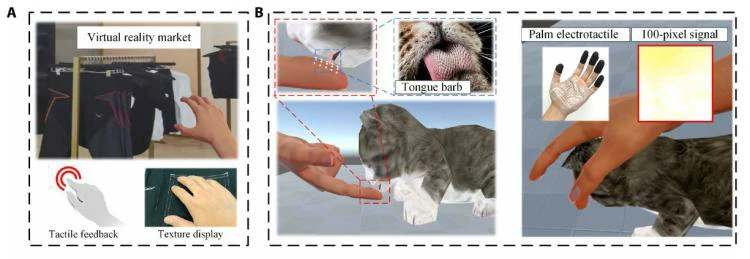 A
Virtual reality market
Tactile feedback
Texture display
B
Tongue barb
Palm electrotactile
100-pixel signal